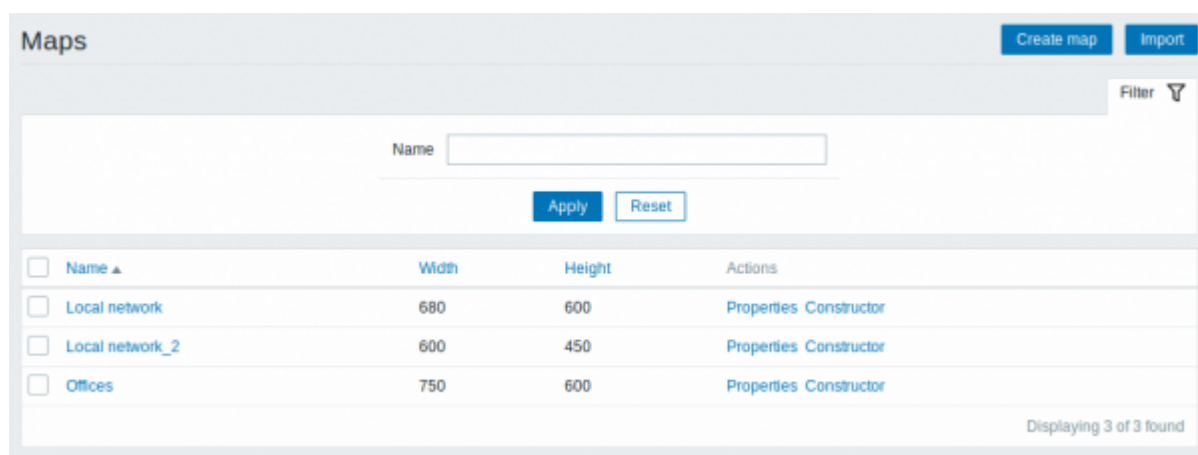 Maps Create map Import
Filter
Name
Apply Reset
Name Width Height Actions
Local network 680 600 Properties Constructor
Local network_2 600 450 Properties Constructor
Offices 750 600 Properties Constructor
Displaying 3 of 3 found